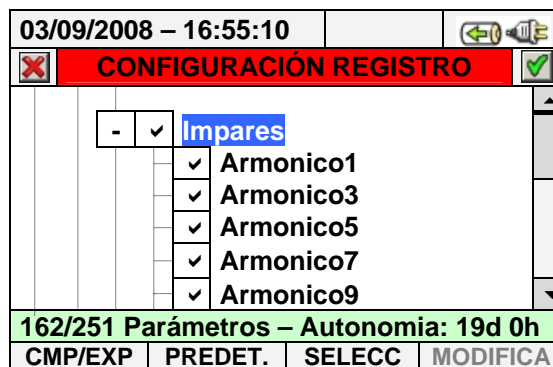 03/09/2008 – 16:55:10
CONFIGURACIÓN REGISTRO
- Impares
Armonico1
Armonico3
Armonico5
Armonico7
Armonico9
162/251 Parámetros – Autonomia: 19d 0h
CMP/EXP PREDET. SELECC MODIFICA